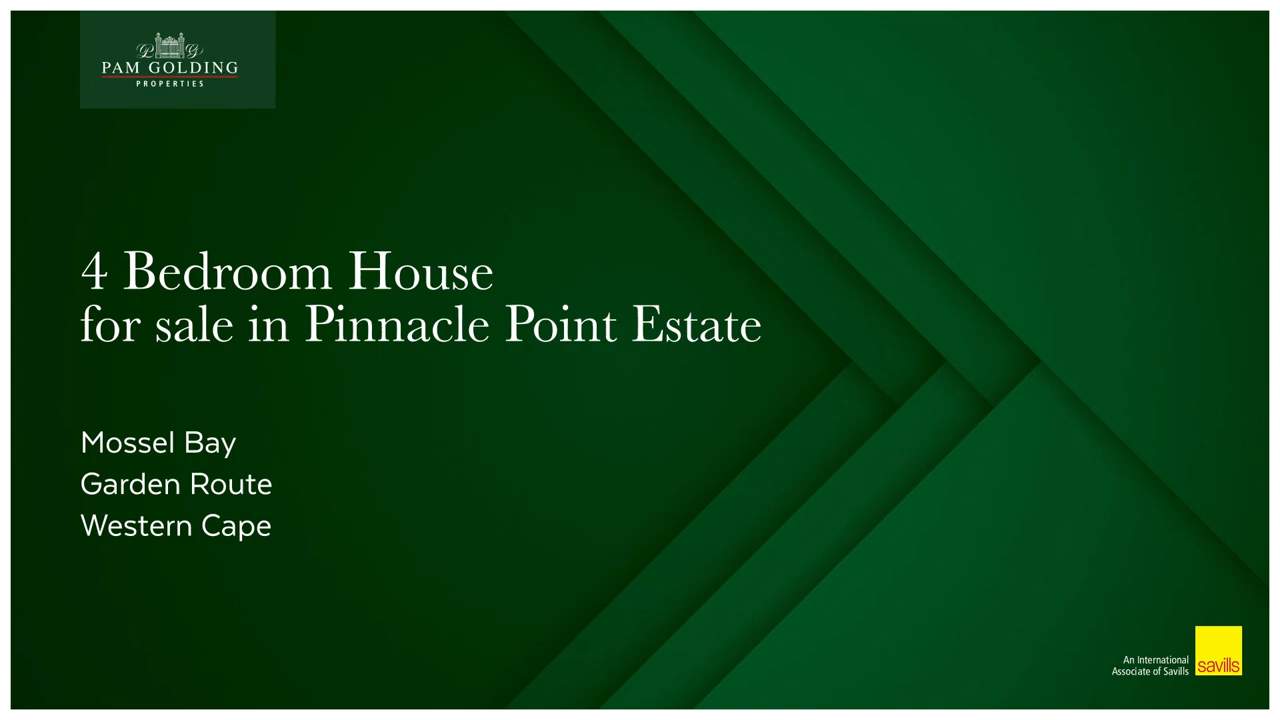 PAM GOLDING
PROPERTIES
4 Bedroom House
for sale in Pinnacle Point Estate
Mossel Bay
Garden Route
Western Cape
An International
Associate of Savills
savills